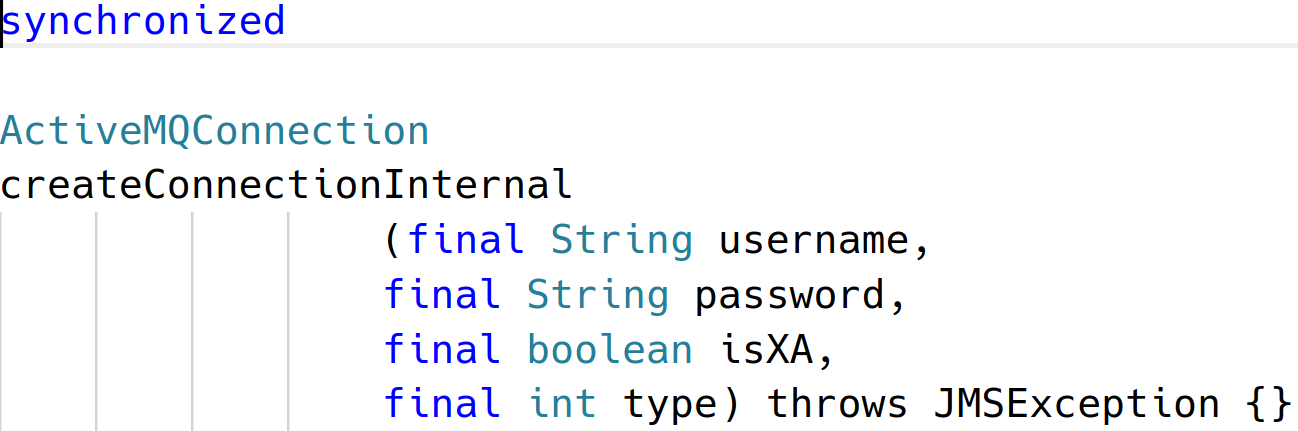 synchronized
ActiveMQConnection
createConnectionInternal
(final String username,
final String password,
final boolean isXA,
final int type) throws JMSException {}